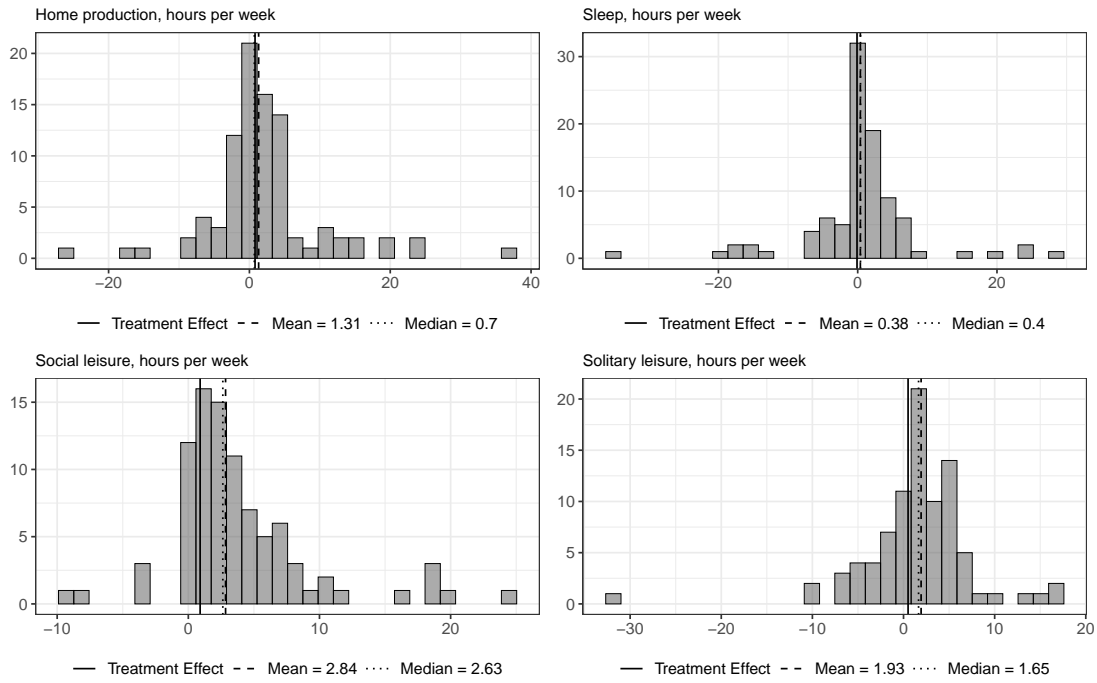 Home production, hours per week
20
15
10
5
0
−20 0 20 40
Treatment Effect Mean = 1.31 Median = 0.7
Sleep, hours per week
30
20
10
0
−20 0 20
Treatment Effect Mean = 0.38 Median = 0.4
Social leisure, hours per week
15
10
5
0
−10 0 10 20
Treatment Effect Mean = 2.84 Median = 2.63
Solitary leisure, hours per week
20
15
10
5
0
−30 −20 −10 0 10 20
Treatment Effect Mean = 1.93 Median = 1.65